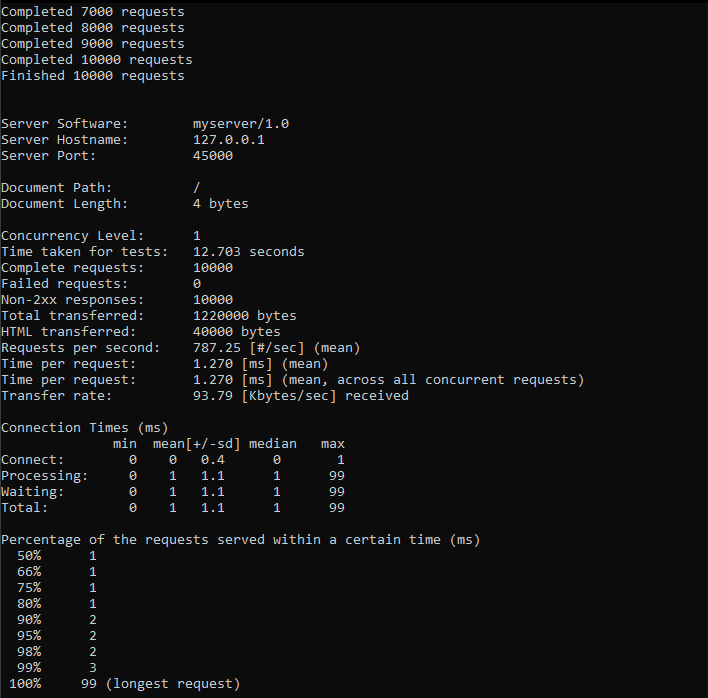 Completed 7000 requests
Completed 8000 requests
Completed 9000 requests
Completed 10000 requests
Finished 10000 requests
Server Software: myserver/1.0
Server Hostname: 127.0.0.1
Server Port: 45000
Document Path: /
Document Length: 4 bytes
Concurrency Level: 1
Time taken for tests: 12.703 seconds
Complete requests: 10000
Failed requests: 0
Non-2xx responses: 10000
Total transferred: 1220000 bytes
HTML transferred: 40000 bytes
Requests per second: 787.25 [#/sec] (mean)
Time per request: 1.270 [ms] (mean)
Time per request: 1.270 [ms] (mean, across all concurrent requests)
Transfer rate: 93.79 [Kbytes/sec] received
Connection Times (ms)
min mean[+/-sd] median max
Connect: 0 0 0.4 0 1
Processing: 0 1 1.1 1 99
Waiting: 0 1 1.1 1 99
Total: 0 1 1.1 1 99
Percentage of the requests served within a certain time (ms)
50% 1
66% 1
75% 1
80% 1
90% 2
95% 2
98% 2
99% 3
100% 99 (longest request)